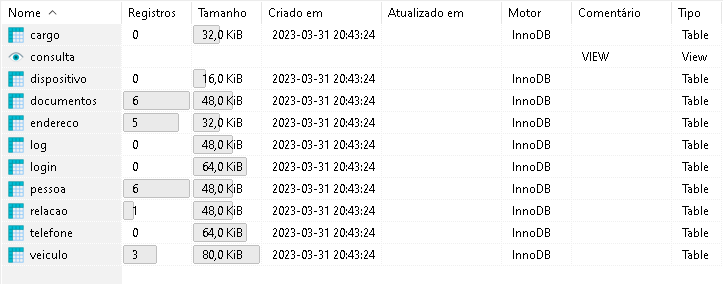 Nome Registros Tamanho Criado em Atualizado em Motor Comentário Tipo
cargo 0 32,0 KiB 2023-03-31 20:43:24 InnoDB Table
consulta VIEW View
dispositivo 0 16,0 KiB 2023-03-31 20:43:24 InnoDB Table
documentos 6 48,0 KiB 2023-03-31 20:43:24 InnoDB Table
endereco 5 32,0 KiB 2023-03-31 20:43:24 InnoDB Table
log 0 48,0 KiB 2023-03-31 20:43:24 InnoDB Table
login 0 64,0 KiB 2023-03-31 20:43:24 InnoDB Table
pessoa 6 48,0 KiB 2023-03-31 20:43:24 InnoDB Table
relacao 1 48,0 KiB 2023-03-31 20:43:24 InnoDB Table
telefone 0 64,0 KiB 2023-03-31 20:43:24 InnoDB Table
veiculo 3 80,0 KiB 2023-03-31 20:43:24 InnoDB Table